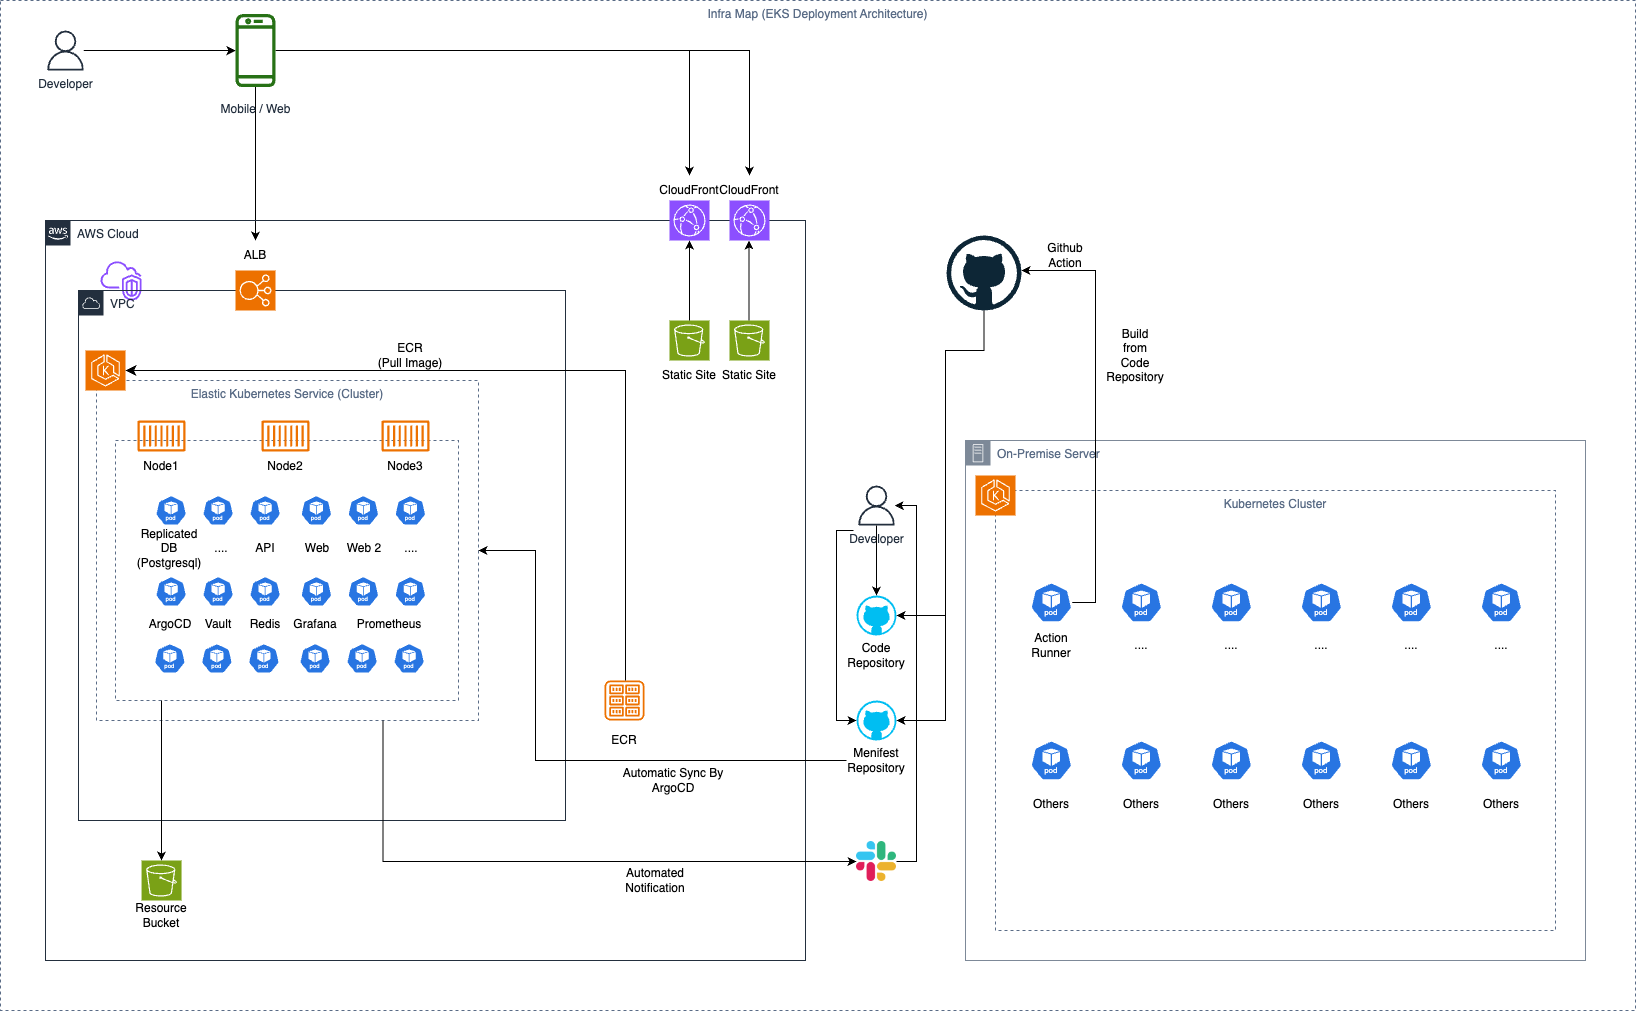 Infra Map (EKS Deployment Architecture)
Developer
Mobile / Web
CloudFront
CloudFront
aws
AWS Cloud
ALB
VPC
Github
Action
Static Site
Static Site
Build
from
Code
Repository
ECR
(Pull Image)
K
Elastic Kubernetes Service (Cluster)
Node1
Node2
Node3
pod
pod
pod
pod
pod
pod
Replicated
DB
(Postgresql)
....
API
Web
Web 2
....
pod
pod
pod
pod
pod
pod
ArgoCD
Vault
Redis
Grafana
Prometheus
pod
pod
pod
pod
pod
pod
ECR
Automatic Sync By
ArgoCD
Automated
Notification
Resource
Bucket
Developer
Code
Repository
Menifest
Repository
On-Premise Server
K
Kubernetes Cluster
pod
pod
pod
pod
pod
pod
Action
Runner
....
....
....
....
....
pod
pod
pod
pod
pod
pod
Others
Others
Others
Others
Others
Others